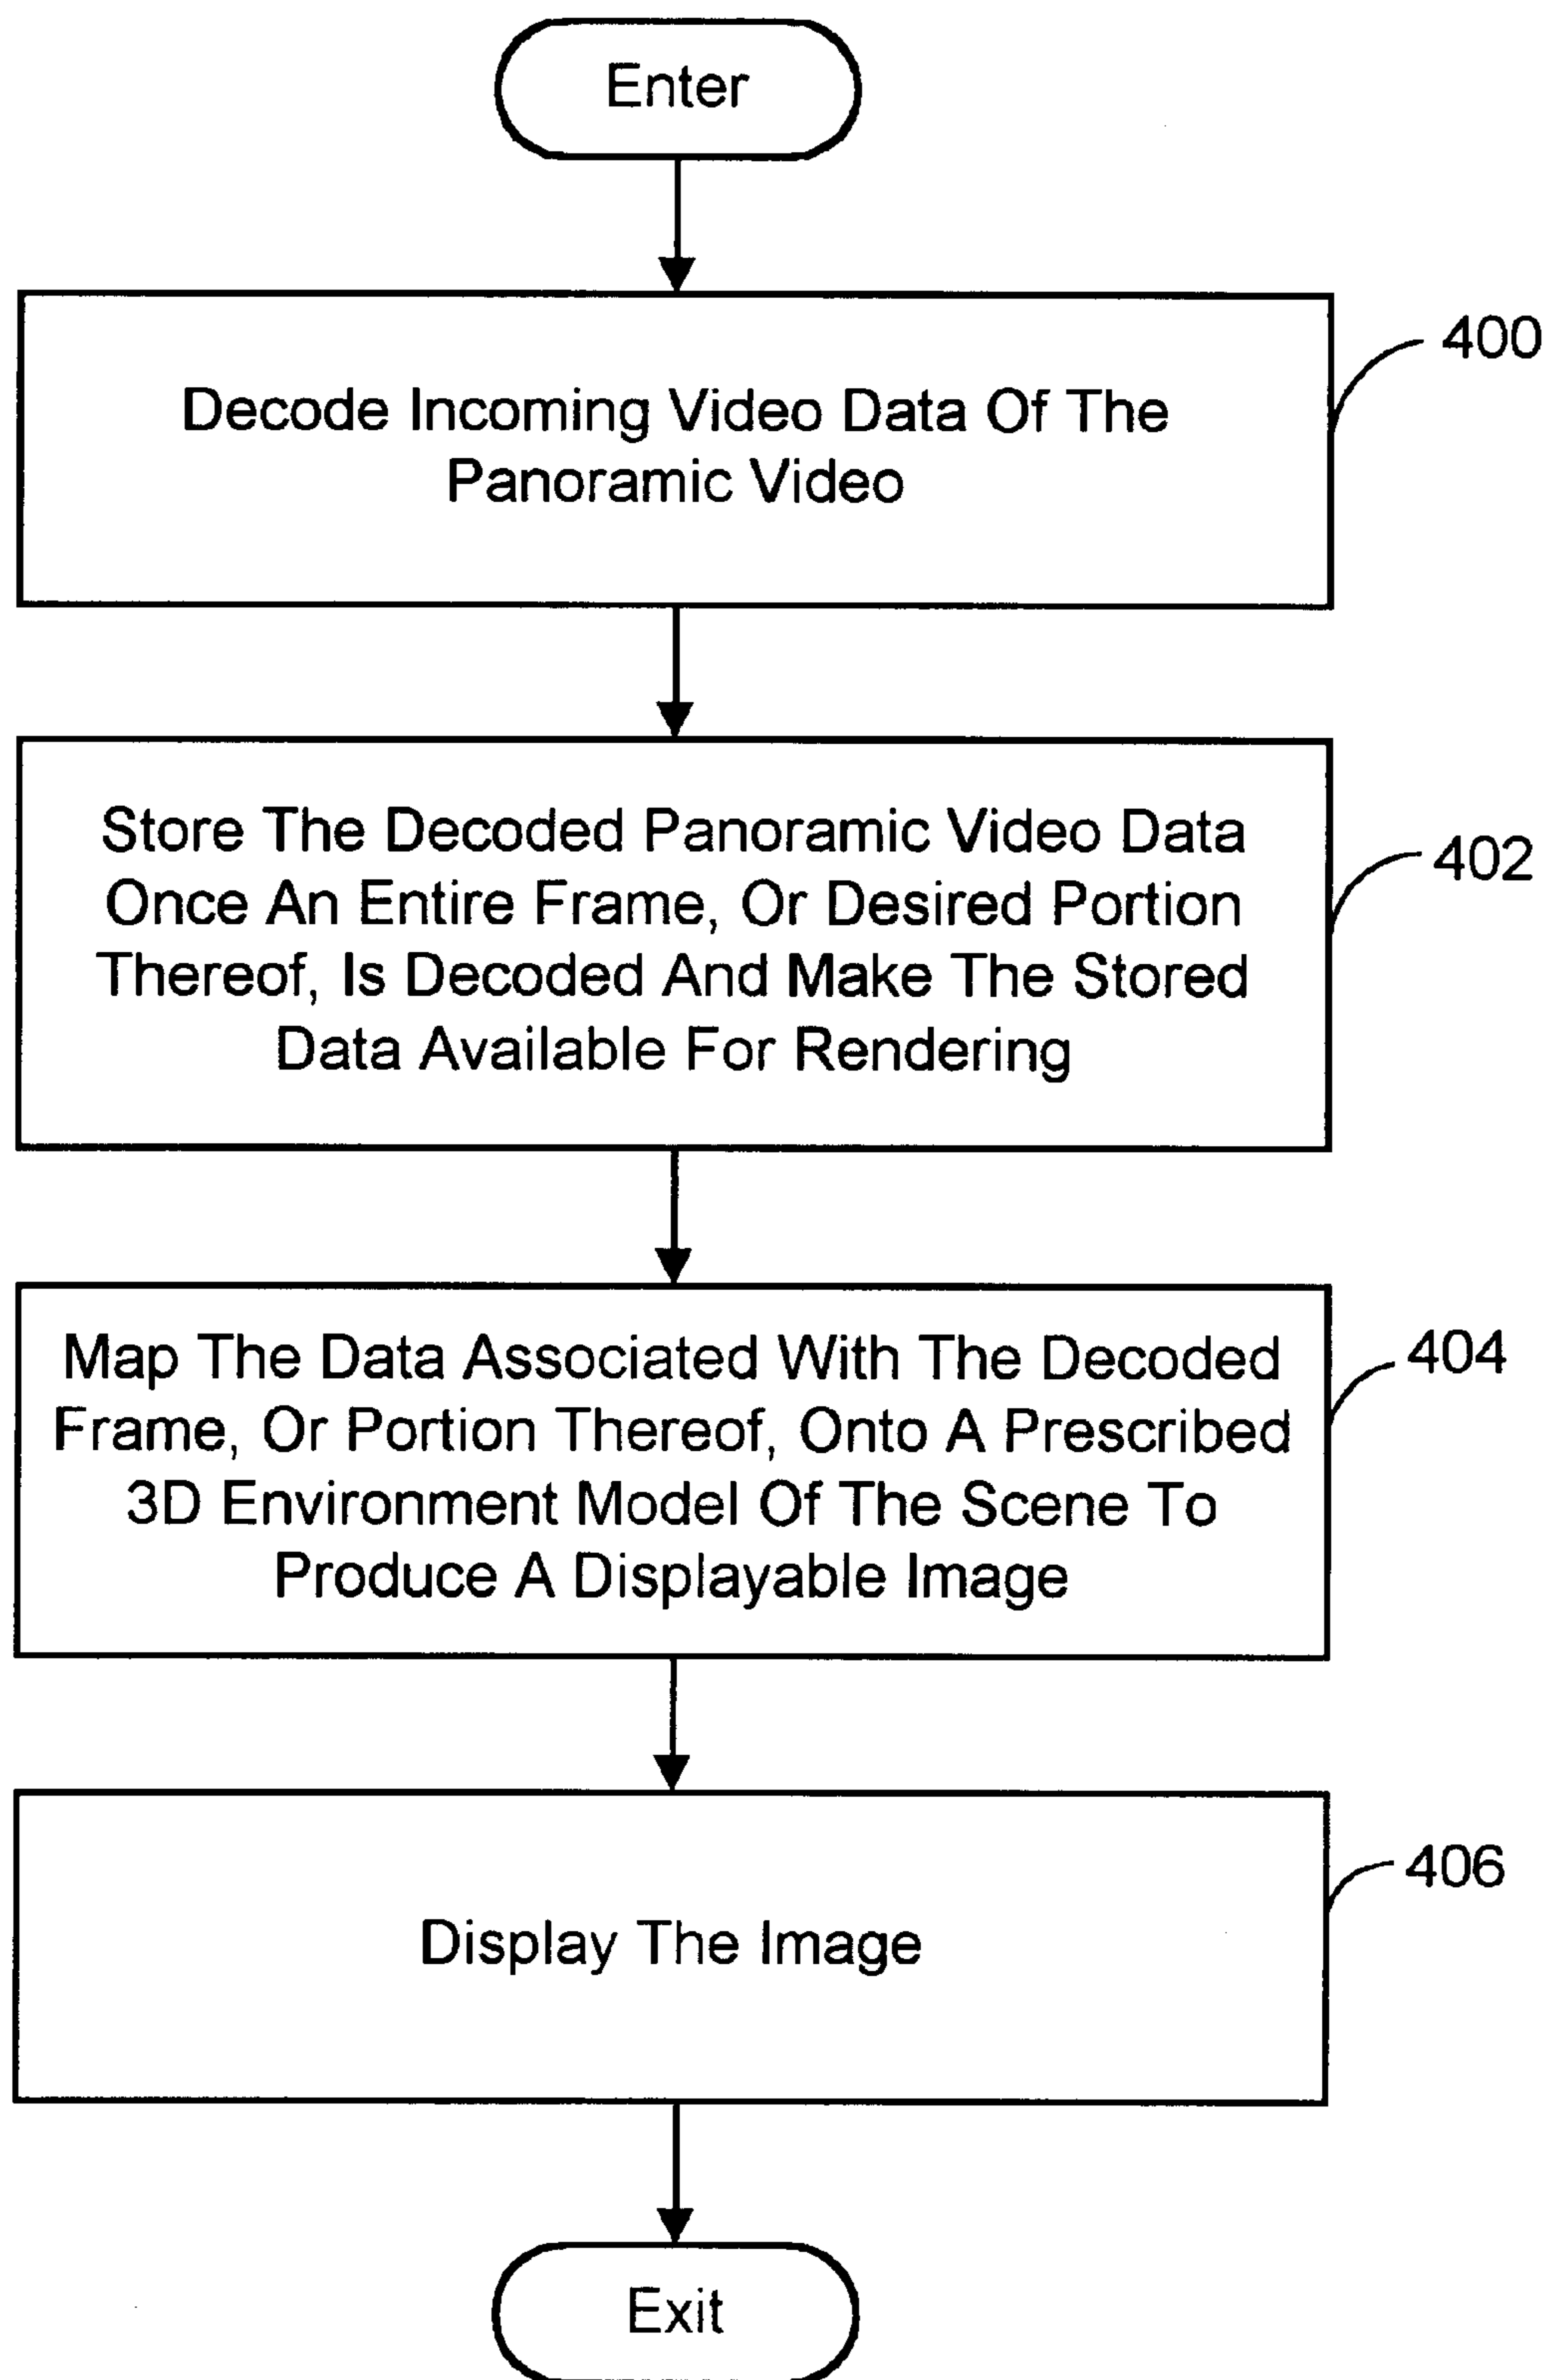 Enter
400
Decode Incoming Video Data Of The
Panoramic Video
Store The Decoded Panoramic Video Data
402
Once An Entire Frame, Or Desired Portion
Thereof, Is Decoded And Make The Stored
Data Available For Rendering
Map The Data Associated With The Decoded
404
Frame, Or Portion Thereof, Onto A Prescribed
3D Environment Model Of The Scene To
Produce A Displayable Image
406
Display The Image
Exit